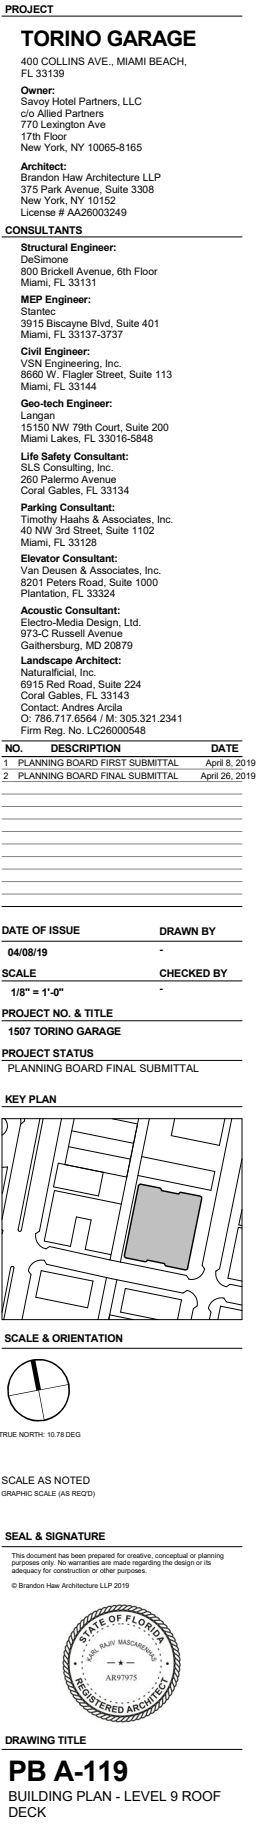 PROJECT
TORINO GARAGE
400 COLLINS AVE., MIAMI BEACH,
FL 33139
Owner:
Savoy Hotel Partners, LLC
c/o Allied Partners
770 Lexington Ave
17th Floor
New York, NY 10065-8165
Architect:
Brandon Haw Architecture LLP
375 Park Avenue, Suite 3308
New York, NY 10152
License # AA26003249
CONSULTANTS
Structural Engineer:
DeSimone
800 Brickell Avenue, 6th Floor
Miami, FL 33131
MEP Engineer:
Stantec
3915 Biscayne Blvd, Suite 401
Miami, FL 33137-3737
Civil Engineer:
VSN Engineering, Inc.
8660 W. Flagler Street, Suite 113
Miami, FL 33144
Geo-tech Engineer:
Langan
15150 NW 79th Court, Suite 200
Miami Lakes, FL 33016-5848
Life Safety Consultant:
SLS Consulting, Inc.
260 Palermo Avenue
Coral Gables, FL 33134
Parking Consultant:
Timothy Haahs & Associates, Inc.
40 NW 3rd Street, Suite 1102
Miami, FL 33128
Elevator Consultant:
Van Deusen & Associates, Inc.
8201 Peters Road, Suite 1000
Plantation, FL 33324
Acoustic Consultant:
Electro-Media Design, Ltd.
973-C Russell Avenue
Gaithersburg, MD 20879
Landscape Architect:
Naturalficial, Inc.
6915 Red Road, Suite 224
Coral Gables, FL 33143
Contact: Andres Arcila
O: 786.717.6564 / M: 305.321.2341
Firm Reg. No. LC26000548
NO. DESCRIPTION DATE
1 PLANNING BOARD FIRST SUBMITTAL April 8, 2019
2 PLANNING BOARD FINAL SUBMITTAL April 26, 2019
DATE OF ISSUE DRAWN BY
04/08/19 -
SCALE CHECKED BY
1/8" = 1'-0" -
PROJECT NO. & TITLE
1507 TORINO GARAGE
PROJECT STATUS
PLANNING BOARD FINAL SUBMITTAL
KEY PLAN
SCALE & ORIENTATION
TRUE NORTH: 10.78 DEG
SCALE AS NOTED
GRAPHIC SCALE (AS REQ'D)
SEAL & SIGNATURE
This document has been prepared for creative, conceptual or planning
purposes only. No warranties are made regarding the design or its
adequacy for construction or other purposes.
© Brandon Haw Architecture LLP 2019
STATE OF FLORIDA
KARL RAJIV MASCARENHAS
AR97975
REGISTERED ARCHITECT
DRAWING TITLE
PB A-119
BUILDING PLAN - LEVEL 9 ROOF
DECK